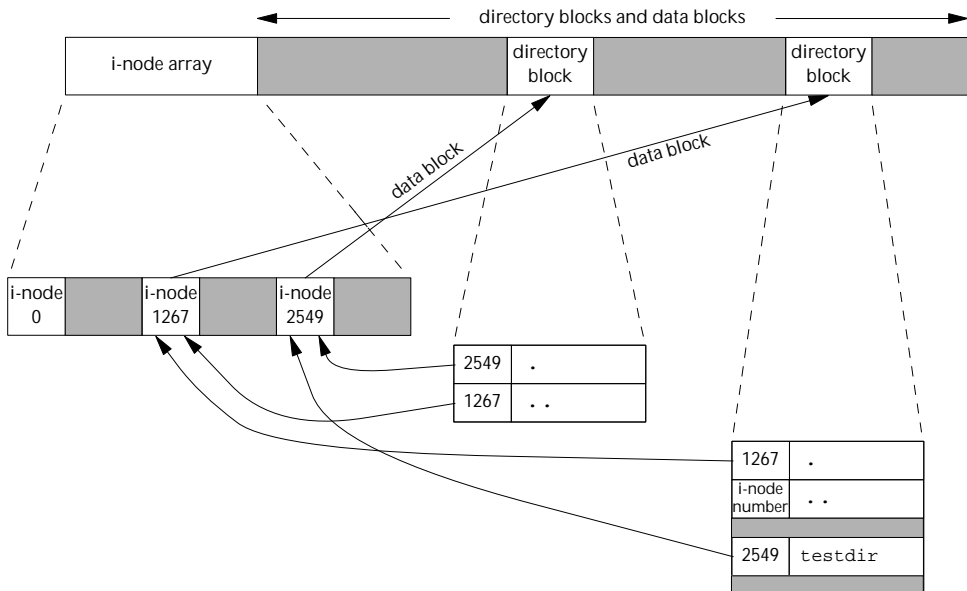 directory blocks and data blocks
i-node array
directory
block
directory
block
data block
data block
i-node
0
i-node
1267
i-node
2549
2549 .
1267 ..
1267 .
i-node
number ..
2549 testdir